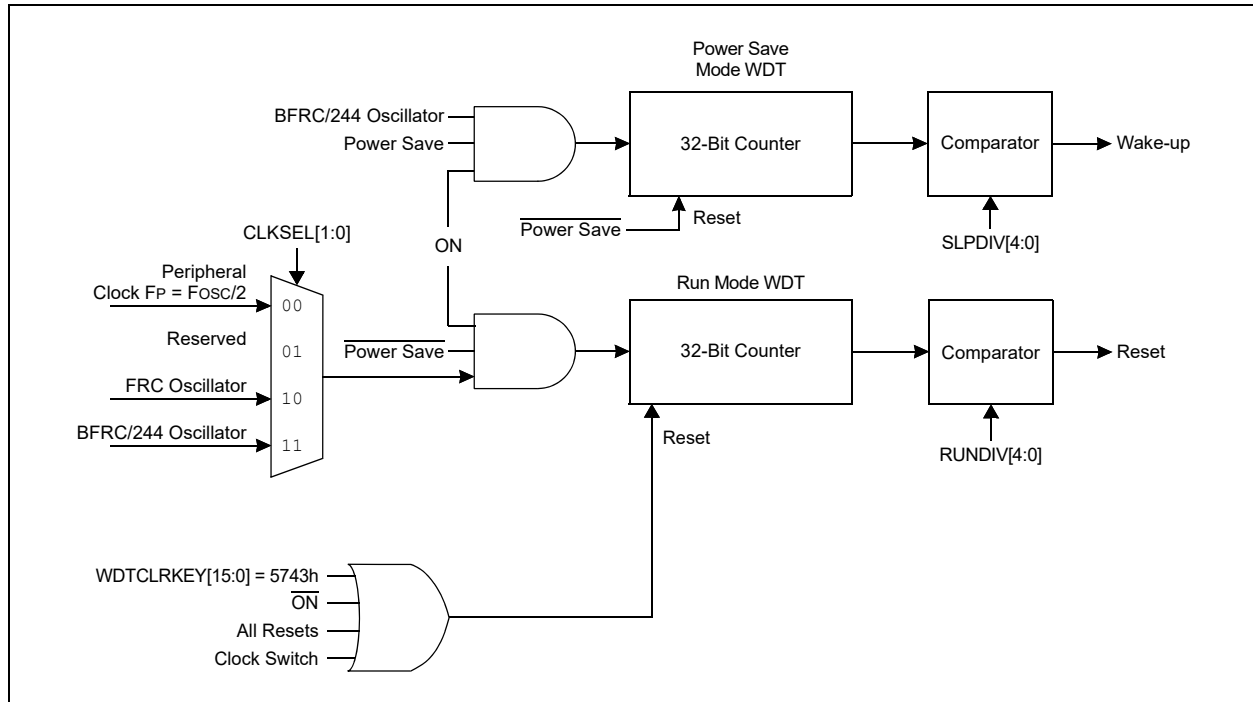 Power Save
Mode WDT
BFRC/244 Oscillator
Power Save
32-Bit Counter
Comparator
Wake-up
Power Save
Reset
SLPDIV[4:0]
CLKSEL[1:0]
ON
Peripheral
Clock FP = FOSC/2
00
Reserved
01
FRC Oscillator
10
BFRC/244 Oscillator
11
Run Mode WDT
Power Save
32-Bit Counter
Comparator
Reset
Reset
RUNDIV[4:0]
WDTCLRKEY[15:0] = 5743h
ON
All Resets
Clock Switch